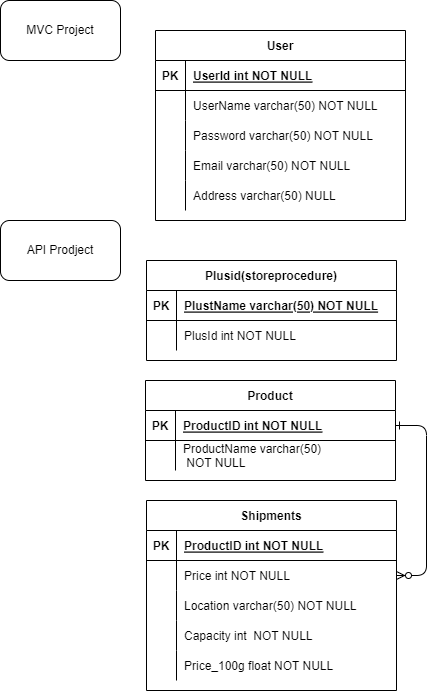 MVC Project
User
PK UserId int NOT NULL
UserName varchar(50) NOT NULL
Password varchar(50) NOT NULL
Email varchar(50) NOT NULL
Address varchar(50) NULL
API Prodject
Plusid(storeprocedure)
PK PlustName varchar(50) NOT NULL
PlusId int NOT NULL
Product
PK ProductID int NOT NULL
ProductName varchar(50)
NOT NULL
Shipments
PK ProductID int NOT NULL
Price int NOT NULL
Location varchar(50) NOT NULL
Capacity int  NOT NULL
Price_100g float NOT NULL